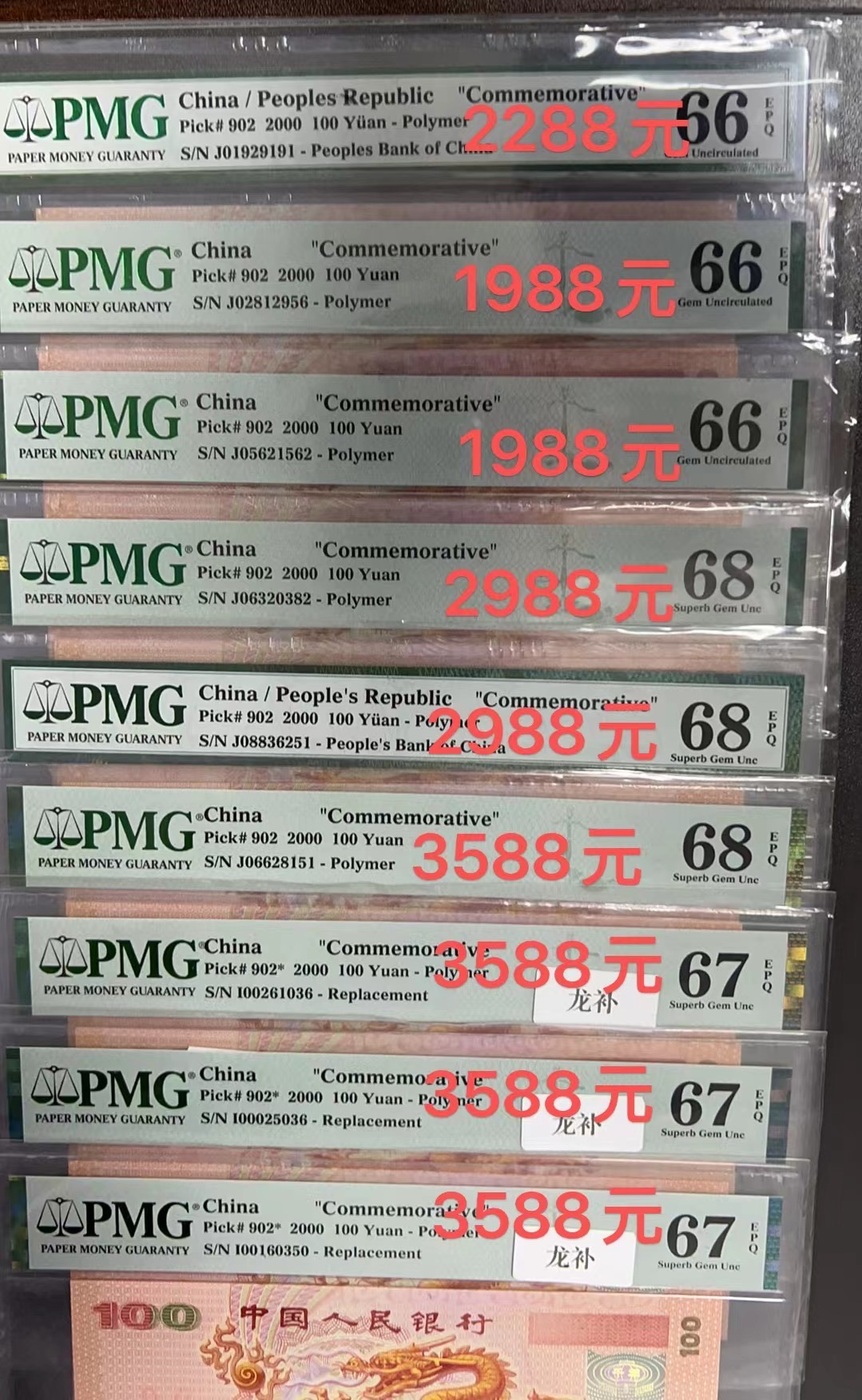 PMG
PAPER MONEY GUARANTY
China / Peoples Republic "Commemorative"
Pick# 902 2000 100 Yüan - Polymer
S/N J01929191 - Peoples Bank of
2288元
66
EPQ
Uncirculated
PMG®
PAPER MONEY GUARANTY
China "Commemorative"
Pick# 902 2000 100 Yuan
S/N J02812956 - Polymer
1988元
66
EPQ
Gem Uncirculated
PMG®
PAPER MONEY GUARANTY
China "Commemorative"
Pick# 902 2000 100 Yuan
S/N J05621562 - Polymer
1988元
66
EPQ
Gem Uncirculated
PMG®
PAPER MONEY GUARANTY
China "Commemorative"
Pick# 902 2000 100 Yuan
S/N J06320382 - Polymer
2988元
68
EPQ
Superb Gem Unc
PMG
PAPER MONEY GUARANTY
China / People's Republic "Commemorative"
Pick# 902 2000 100 Yüan - Polymer
S/N J08836251 - People's Bank of China
2988元
68
EPQ
Superb Gem Unc
PMG®
PAPER MONEY GUARANTY
China "Commemorative"
Pick# 902 2000 100 Yuan
S/N J06628151 - Polymer
3588元
68
EPQ
Superb Gem Unc
PMG®
PAPER MONEY GUARANTY
China "Commemorative
Pick# 902* 2000 100 Yuan - Polymer
S/N I00261036 - Replacement
3588元
龙补
67
EPQ
Superb Gem Unc
PMG®
PAPER MONEY GUARANTY
China "Commemorative
Pick# 902* 2000 100 Yuan - Polymer
S/N I00025036 - Replacement
3588元
龙补
67
EPQ
Superb Gem Unc
PMG®
PAPER MONEY GUARANTY
China "Commemorative"
Pick# 902* 2000 100 Yuan - Polymer
S/N I00160350 - Replacement
3588元
龙补
67
EPQ
Superb Gem Unc
100 中国人民银行
100